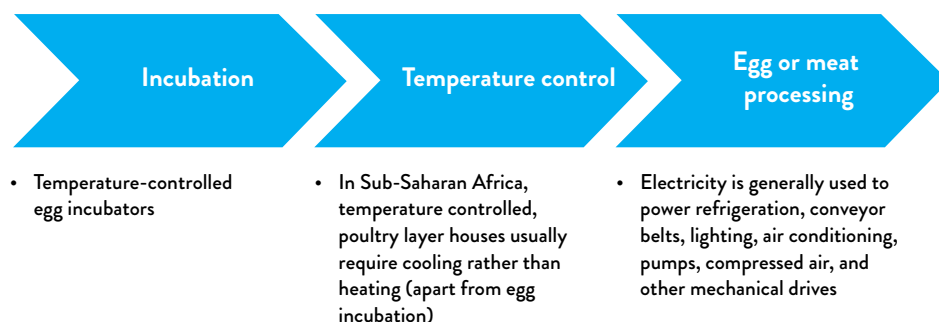 Incubation
Temperature control
Egg or meat
processing
• Temperature-controlled
egg incubators
• In Sub-Saharan Africa,
temperature controlled,
poultry layer houses usually
require cooling rather than
heating (apart from egg
incubation)
• Electricity is generally used to
power refrigeration, conveyor
belts, lighting, air conditioning,
pumps, compressed air, and
other mechanical drives